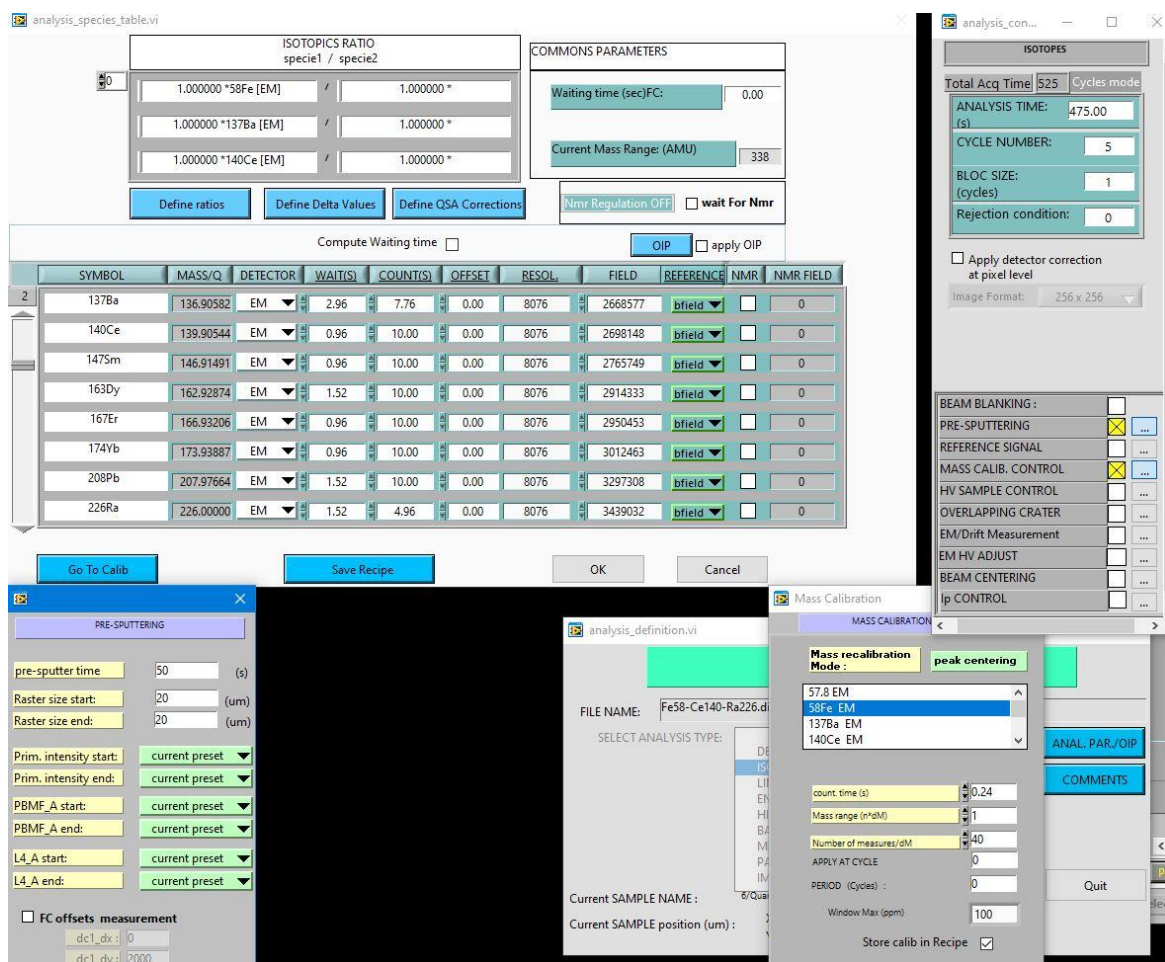 analysis_species_table.vi
ISOTOPICS RATIO
specie1 / specie2
0
1.000000 *58Fe [EM] / 1.000000 *
1.000000 *137Ba [EM] / 1.000000 *
1.000000 *140Ce [EM] / 1.000000 *
COMMONS PARAMETERS
Waiting time (sec)FC: 0.00
Current Mass Range: (AMU) 338
Define ratios Define Delta Values Define QSA Corrections
Nmr Regulation OFF wait For Nmr
Compute Waiting time OIP apply OIP
SYMBOL MASS/Q DETECTOR WAIT(S) COUNT(S) OFFSET RESOL. FIELD REFERENCE NMR NMR FIELD
2 137Ba 136.90582 EM 2.96 7.76 0.00 8076 2668577 bfield 0
140Ce 139.90544 EM 0.96 10.00 0.00 8076 2698148 bfield 0
147Sm 146.91491 EM 0.96 10.00 0.00 8076 2765749 bfield 0
163Dy 162.92874 EM 1.52 10.00 0.00 8076 2914333 bfield 0
167Er 166.93206 EM 0.96 10.00 0.00 8076 2950453 bfield 0
174Yb 173.93887 EM 0.96 10.00 0.00 8076 3012463 bfield 0
208Pb 207.97664 EM 1.52 10.00 0.00 8076 3297308 bfield 0
226Ra 226.00000 EM 1.52 4.96 0.00 8076 3439032 bfield 0
Go To Calib Save Recipe OK Cancel
analysis_con...
ISOTOPES
Total Acq Time 525 Cycles mode
ANALYSIS TIME: 475.00
(s)
CYCLE NUMBER: 5
BLOC SIZE: 1
(cycles)
Rejection condition: 0
Apply detector correction
at pixel level
Image Format: 256 x 256
BEAM BLANKING :
PRE-SPUTTERING ...
REFERENCE SIGNAL
MASS CALIB. CONTROL ...
HV SAMPLE CONTROL ...
OVERLAPPING CRATER ...
EM/Drift Measurement ...
EM HV ADJUST ...
BEAM CENTERING ...
Ip CONTROL ...
PRE-SPUTTERING
pre-sputter time 50 (s)
Raster size start: 20 (um)
Raster size end: 20 (um)
Prim. intensity start: current preset
Prim. intensity end: current preset
PBMF_A start: current preset
PBMF_A end: current preset
L4_A start: current preset
L4_A end: current preset
FC offsets measurement
dc1_dx : 0
dc1_dy : 2000
analysis_definition.vi
FILE NAME: Fe58-Ce140-Ra226.di
SELECT ANALYSIS TYPE:
DE
ISO
LI
EN
HI
BA
M
PA
IM
Current SAMPLE NAME : 6/Qua
Current SAMPLE position (um) :
ANAL. PAR./OIP
COMMENTS
Quit
Mass Calibration
MASS CALIBRATION
Mass recalibration
Mode :
peak centering
57.8 EM
58Fe EM
137Ba EM
140Ce EM
count. time (s) 0.24
Mass range (n*dM) 1
Number of measures/dM 40
APPLY AT CYCLE 0
PERIOD (Cycles) : 0
Window Max (ppm) 100
Store calib in Recipe